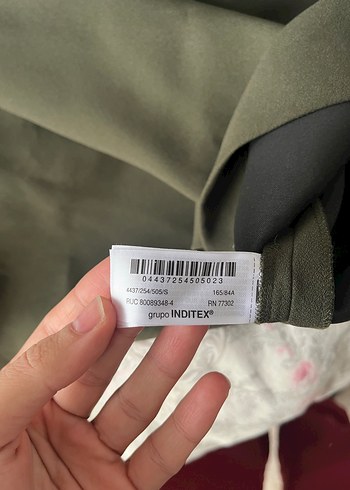 04437254505023
4437/254/505/S 165/84A
RUC 80089348-4 RN 77302
grupo INDITEX®